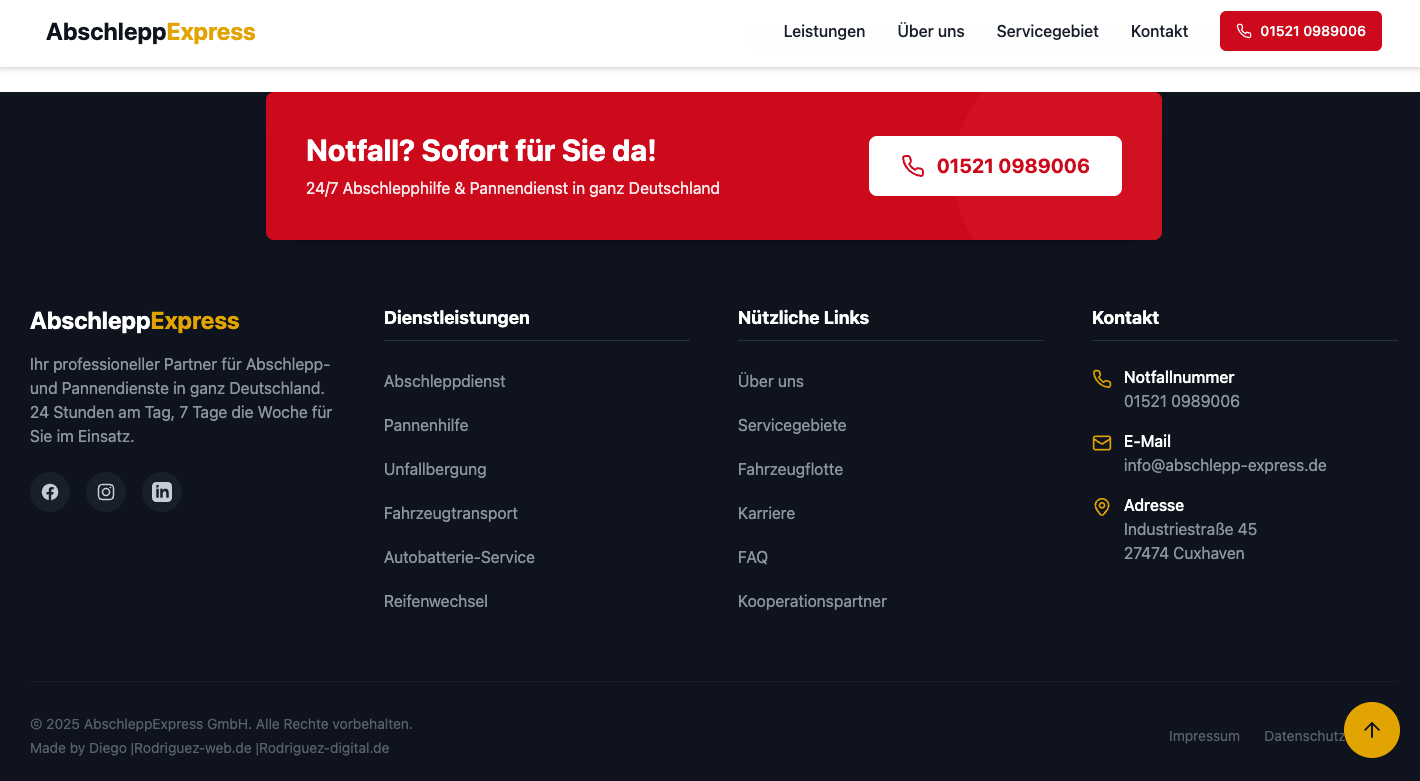 AbschleppExpress
Leistungen Über uns Servicegebiet Kontakt 01521 0989006
Notfall? Sofort für Sie da!
24/7 Abschlepphilfe & Pannendienst in ganz Deutschland
01521 0989006
AbschleppExpress
Ihr professioneller Partner für Abschlepp-
und Pannendienste in ganz Deutschland.
24 Stunden am Tag, 7 Tage die Woche für
Sie im Einsatz.
Dienstleistungen
Abschleppdienst
Pannenhilfe
Unfallbergung
Fahrzeugtransport
Autobatterie-Service
Reifenwechsel
Nützliche Links
Über uns
Servicegebiete
Fahrzeugflotte
Karriere
FAQ
Kooperationspartner
Kontakt
Notfallnummer
01521 0989006
E-Mail
info@abschlepp-express.de
Adresse
Industriestraße 45
27474 Cuxhaven
© 2025 AbschleppExpress GmbH. Alle Rechte vorbehalten.
Made by Diego |Rodriguez-web.de |Rodriguez-digital.de
Impressum Datenschutz